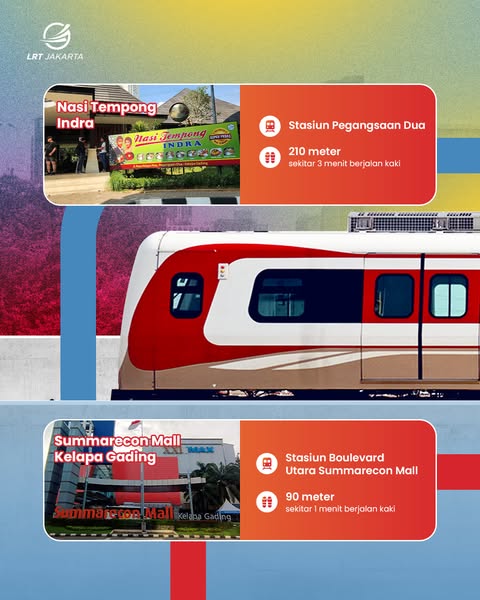 LRT JAKARTA
Nasi Tempong
Indra
Nasi Tempong
INDRA
Stasiun Pegangsaan Dua
210 meter
sekitar 3 menit berjalan kaki
Summarecon Mall
Kelapa Gading
XXI IMAX
Summarecon Mall Kelapa Gading
Stasiun Boulevard
Utara Summarecon Mall
90 meter
sekitar 1 menit berjalan kaki